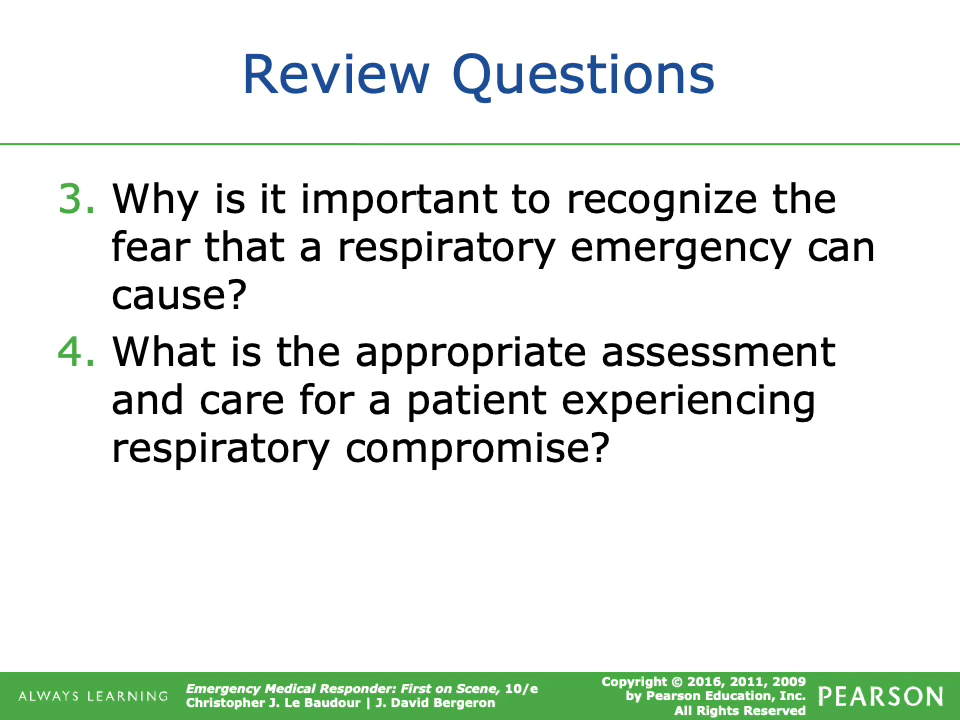 Review Questions
3. Why is it important to recognize the
fear that a respiratory emergency can
cause?
4. What is the appropriate assessment
and care for a patient experiencing
respiratory compromise?
ALWAYS LEARNING
Emergency Medical Responder: First on Scene, 10/e
Christopher J. Le Baudour | J. David Bergeron
Copyright © 2016, 2011, 2009
by Pearson Education, Inc.
All Rights Reserved
PEARSON